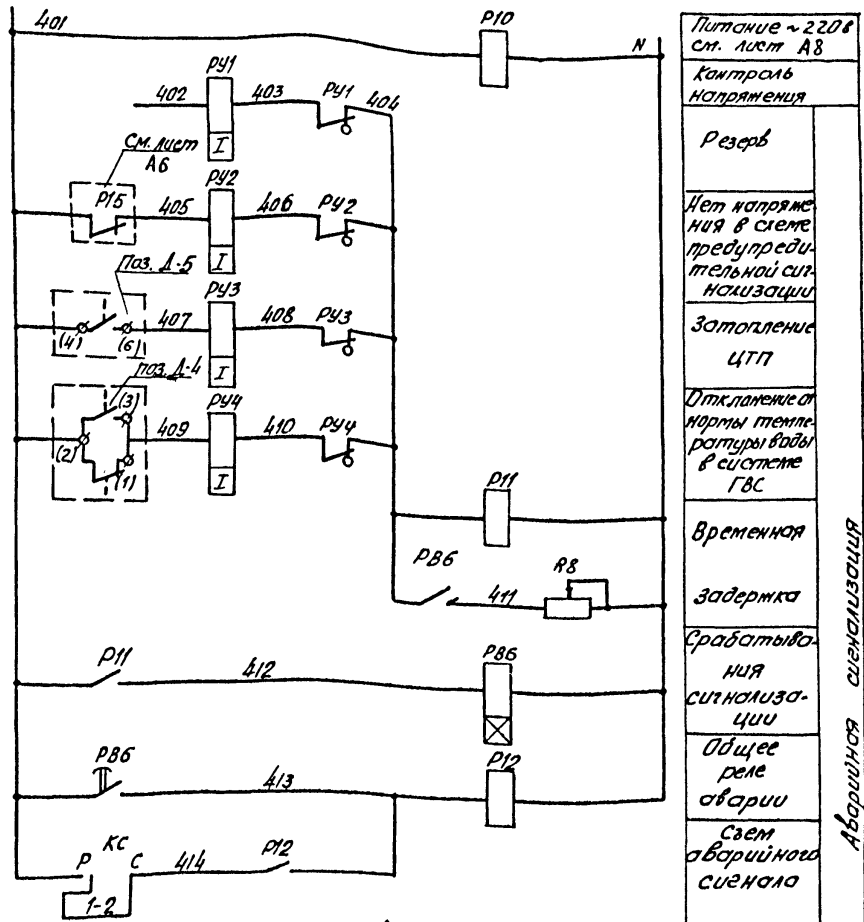 401
P10
N
Питание ~220в
см. лист А8
РУ1
402
403
РУ1
404
I
Контроль
напряжения
Резерв
См. лист
А6
Р15
405
РУ2
406
РУ2
I
Нет напряже-
ния в схеме
предупреди-
тельной сиг-
нализации
Поз. Д-5
(4)
(6)
407
РУ3
408
РУ3
I
Затопление
ЦТП
поз. Д-4
(2)
(3)
(1)
409
РУ4
410
РУ4
I
Отклонение от
нормы темпе-
ратуры воды
в системе
ГВС
Р11
Временная
РВ6
411
R8
Задержка
Р11
412
РВ6
Срабатыва-
ния
сигнализа-
ции
РВ6
413
Р12
Общее
реле
аварии
КС
Р
С
414
Р12
1-2
Съем
аварийного
сигнала
Аварийная сигнализация